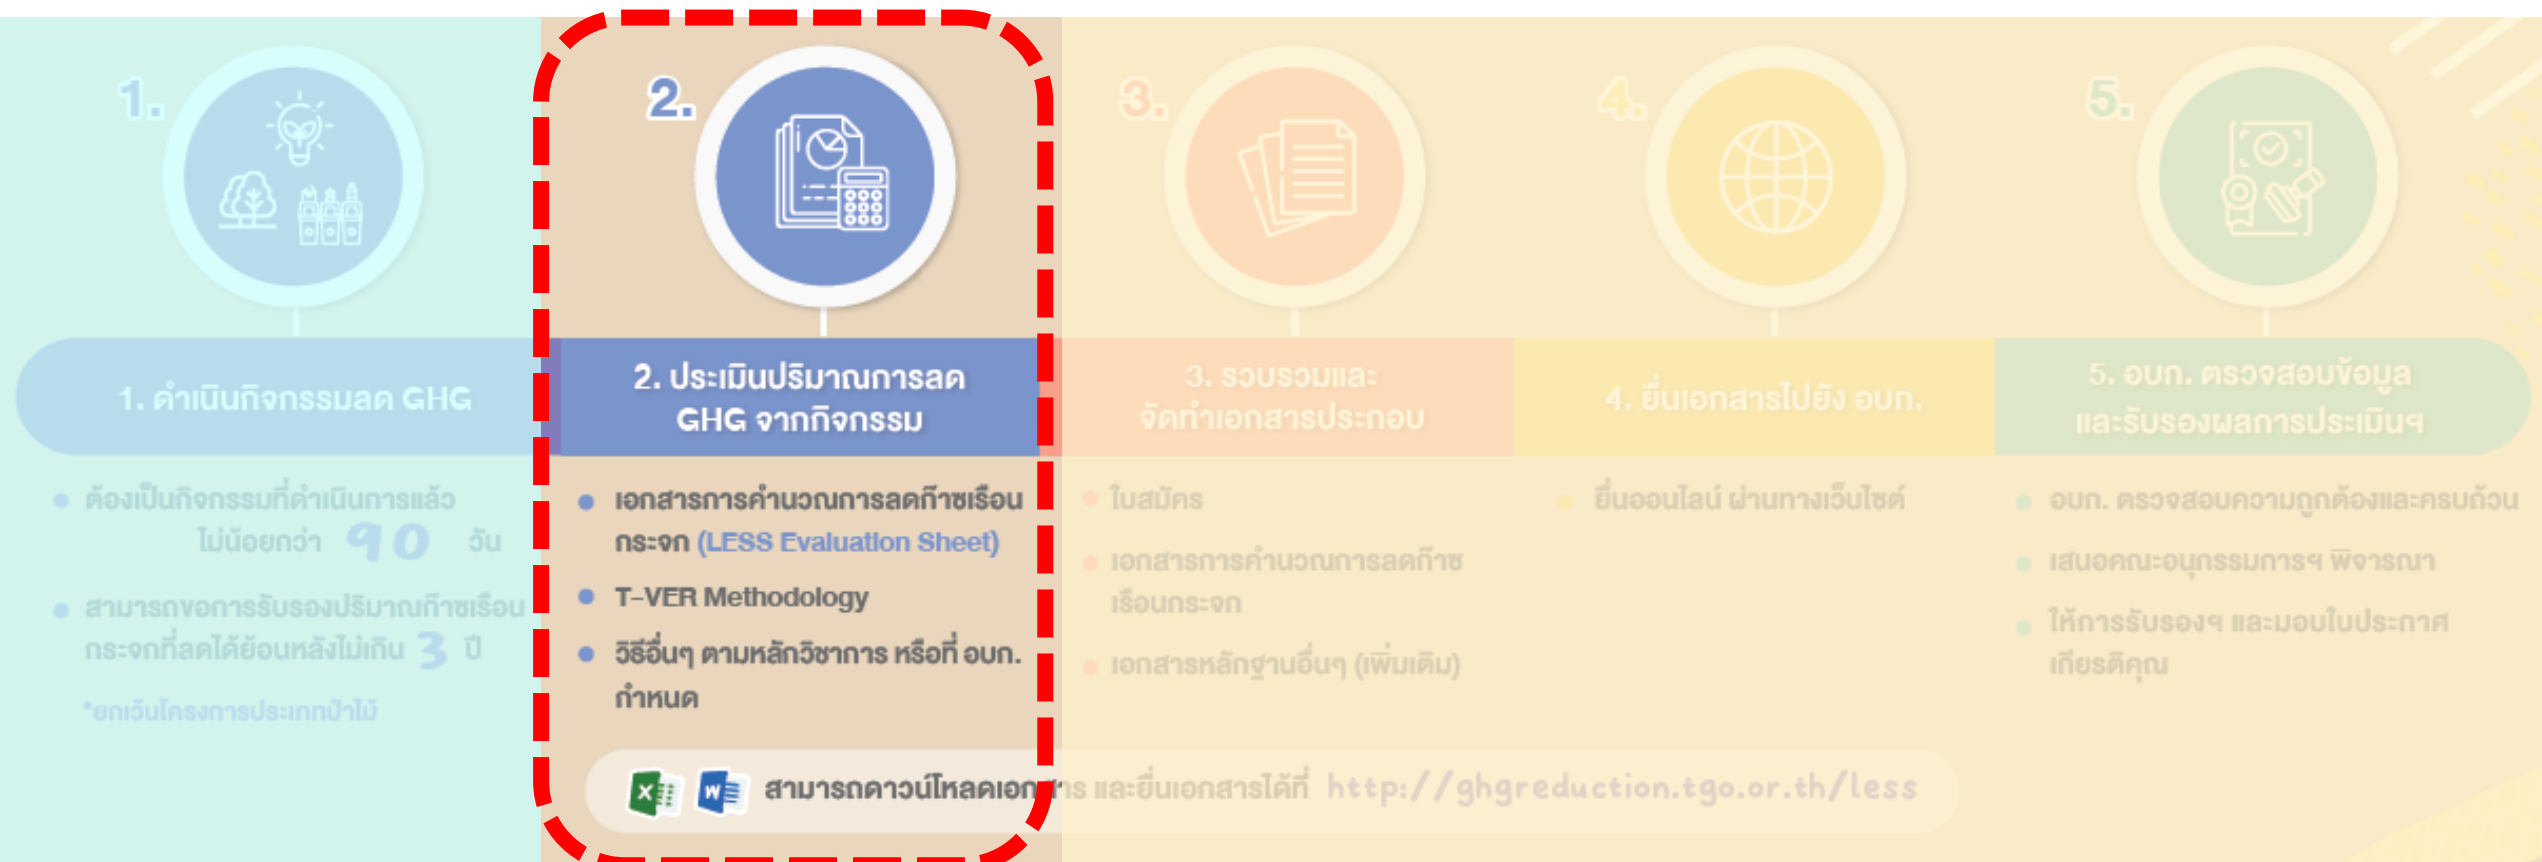 1.
2.
3.
4.
5.
1. ดำเนินกิจกรรมลด GHG
2. ประเมินปริมาณการลด
GHG จากกิจกรรม
3. รวบรวมและ
จัดทำเอกสารประกอบ
4. ยื่นเอกสารไปยัง อบก.
5. อบก. ตรวจสอบข้อมูล
และรับรองผลการประเมินฯ
ต้องเป็นกิจกรรมที่ดำเนินการแล้ว
ไม่น้อยกว่า 90 วัน
สามารถขอการรับรองปริมาณก๊าซเรือน
กระจกที่ลดได้ย้อนหลังไม่เกิน 3 ปี
*ยกเว้นโครงการประเภทป่าไม้
เอกสารการคำนวณการลดก๊าซเรือน
กระจก (LESS Evaluation Sheet)
T-VER Methodology
วิธีอื่นๆ ตามหลักวิชาการ หรือที่ อบก.
กำหนด
ใบสมัคร
เอกสารการคำนวณการลดก๊าซ
เรือนกระจก
เอกสารหลักฐานอื่นๆ (เพิ่มเติม)
ยื่นออนไลน์ ผ่านทางเว็บไซต์
อบก. ตรวจสอบความถูกต้องและครบถ้วน
เสนอคณะอนุกรรมการฯ พิจารณา
ให้การรับรองฯ และมอบใบประกาศ
เกียรติคุณ
สามารถดาวน์โหลดเอกสาร และยื่นเอกสารได้ที่ http://ghgreduction.tgo.or.th/less